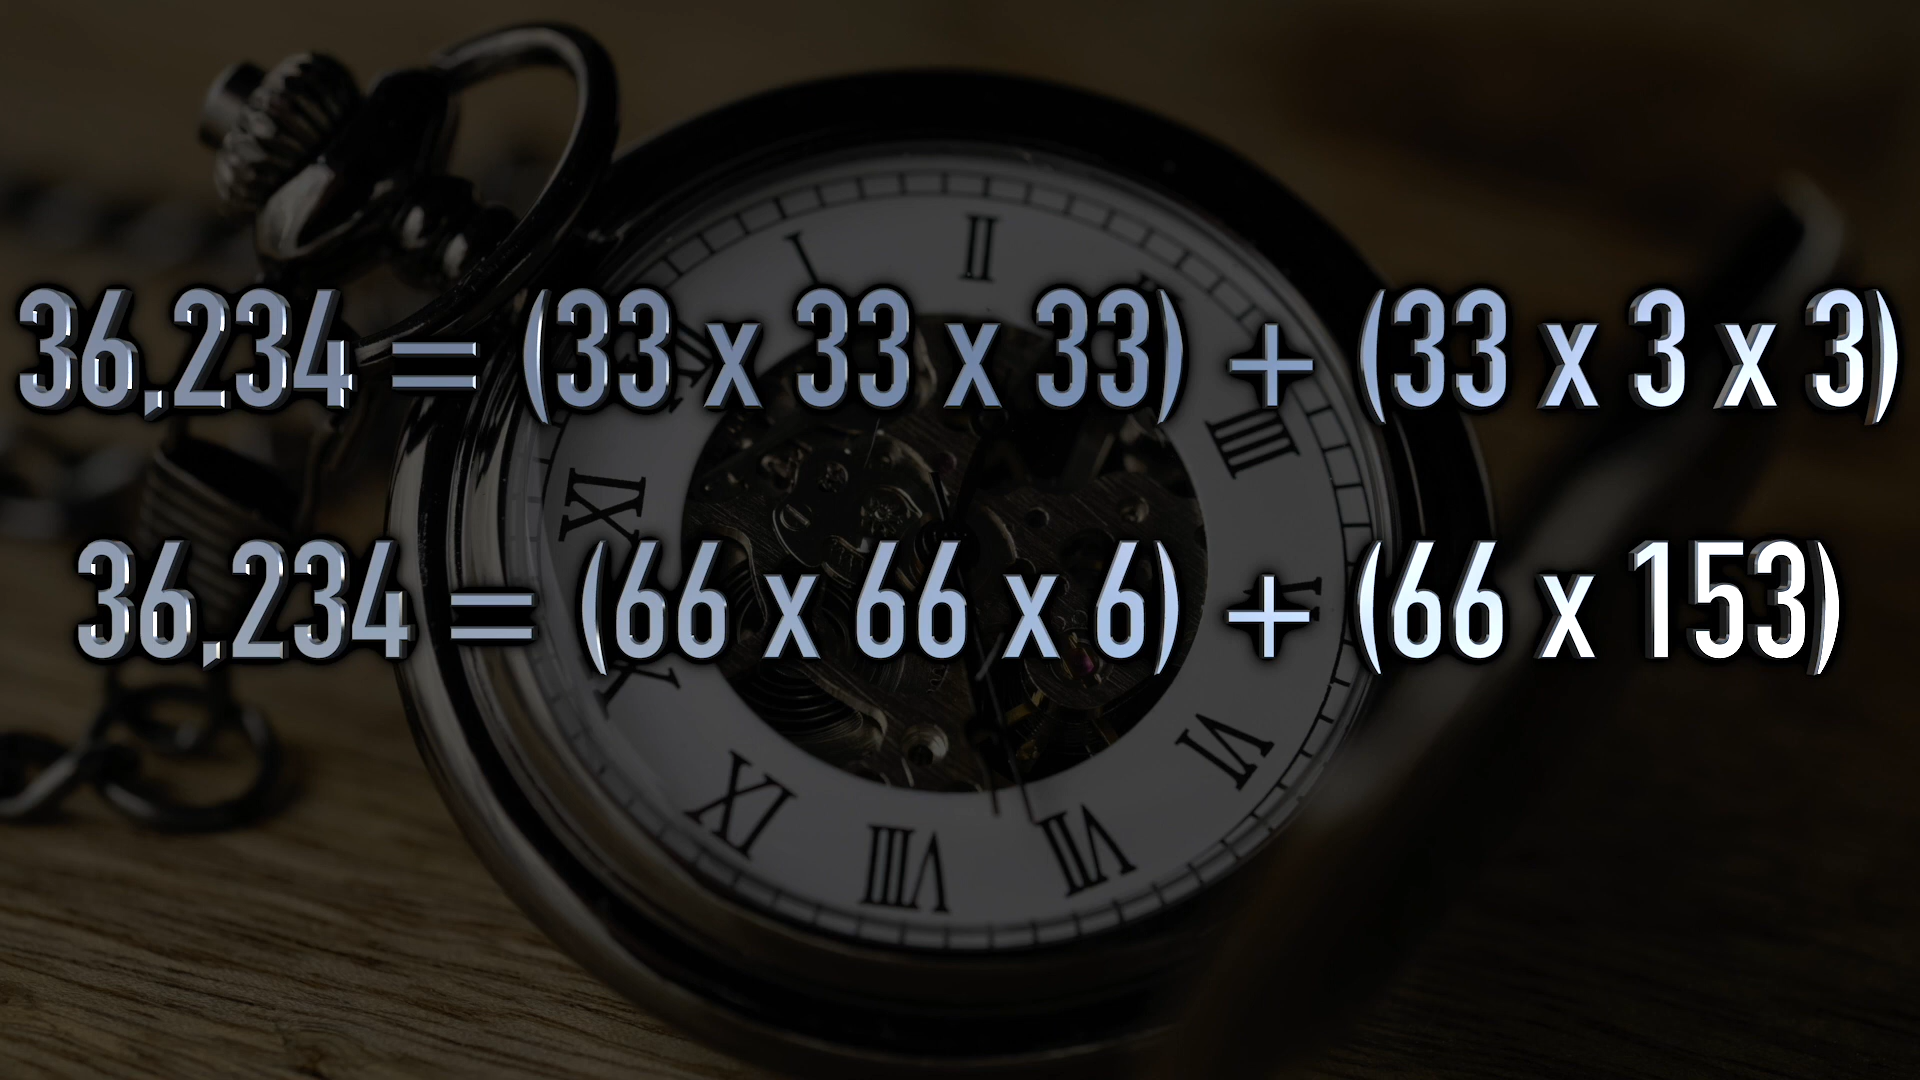 36,234 = (33 x 33 x 33) + (33 x 3 x 3)
36,234 = (66 x 66 x 6) + (66 x 153)